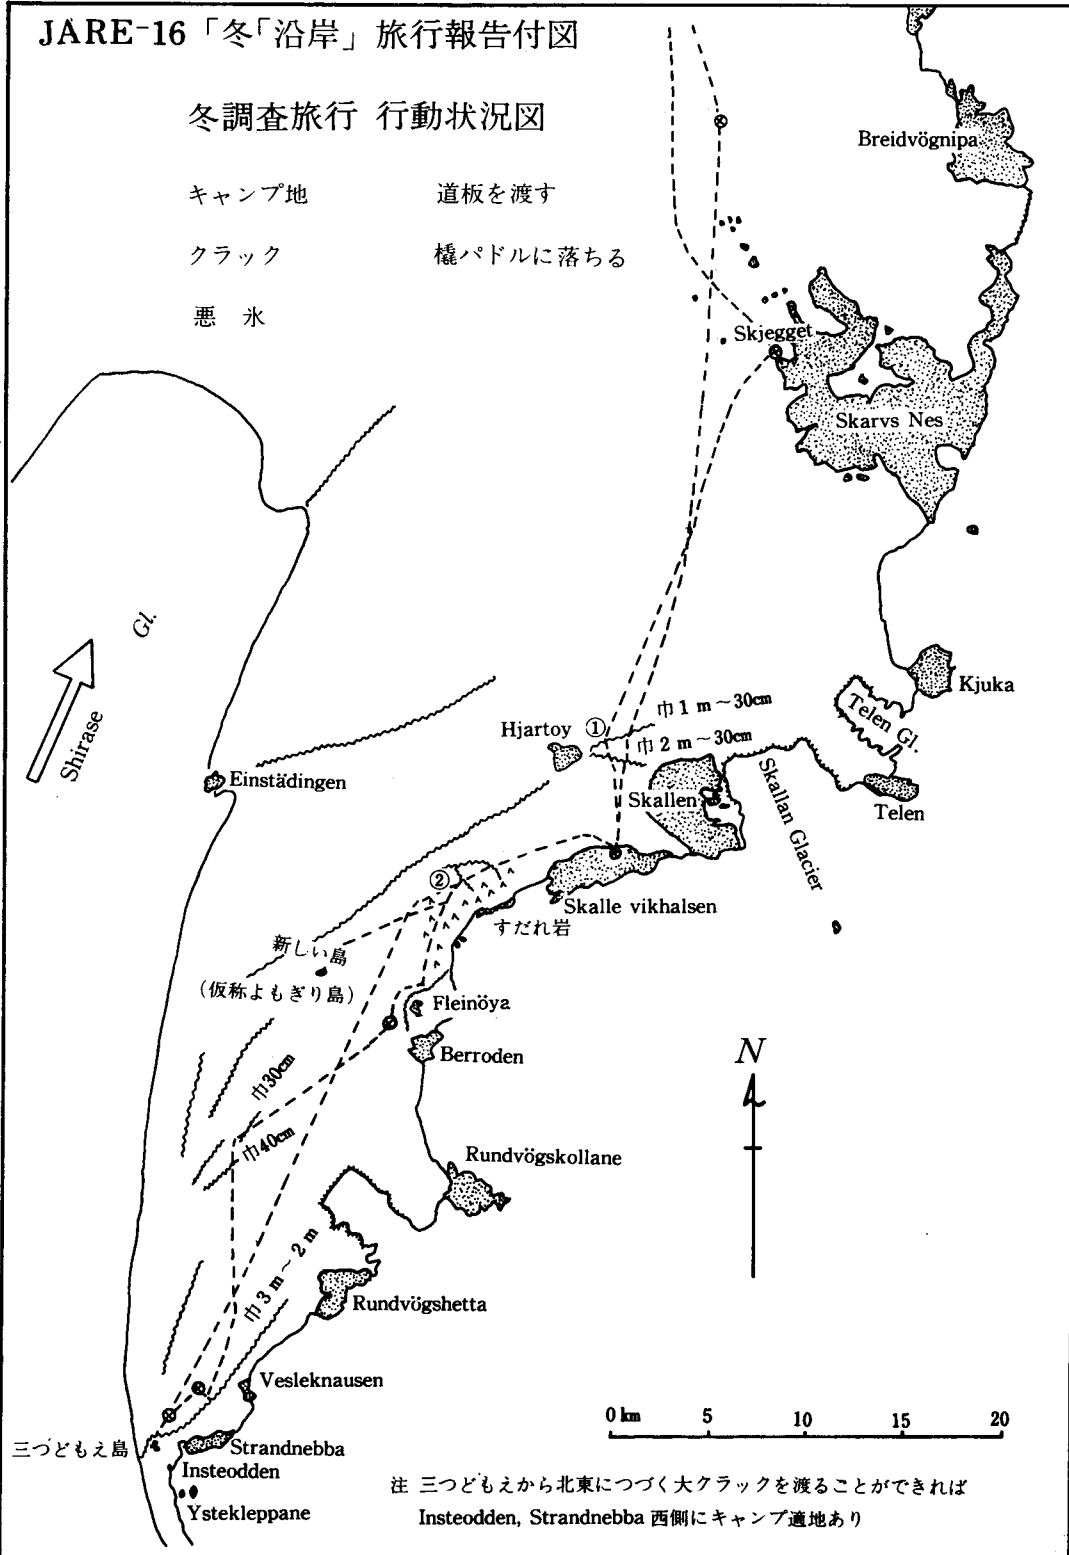 JARE-16「冬「沿岸」旅行報告付図
冬調査旅行 行動状況図
キャンプ地 道板を渡す
クラック 橇パドルに落ちる
悪 氷
Breidvögnipa
Skjegget
Skarvs Nes
Gl.
Shirase
Kjuka
Telen Gl.
Telen
Hjartoy ①
巾1m~30cm
巾2m~30cm
Einstädingen
Skallen
Skallan Glacier
②
Skalle vikhalsen
すだれ岩
新しい島
(仮称よもぎり島)
Fleinöya
Berroden
巾30cm
巾40cm
N
Rundvögskollane
巾3m~2m
Rundvögshetta
Vesleknausen
0 km 5 10 15 20
三つどもえ島
Strandnebba
Insteodden
Ystekleppane
注 三つどもえから北東につづく大クラックを渡ることができれば
Insteodden, Strandnebba 西側にキャンプ適地あり